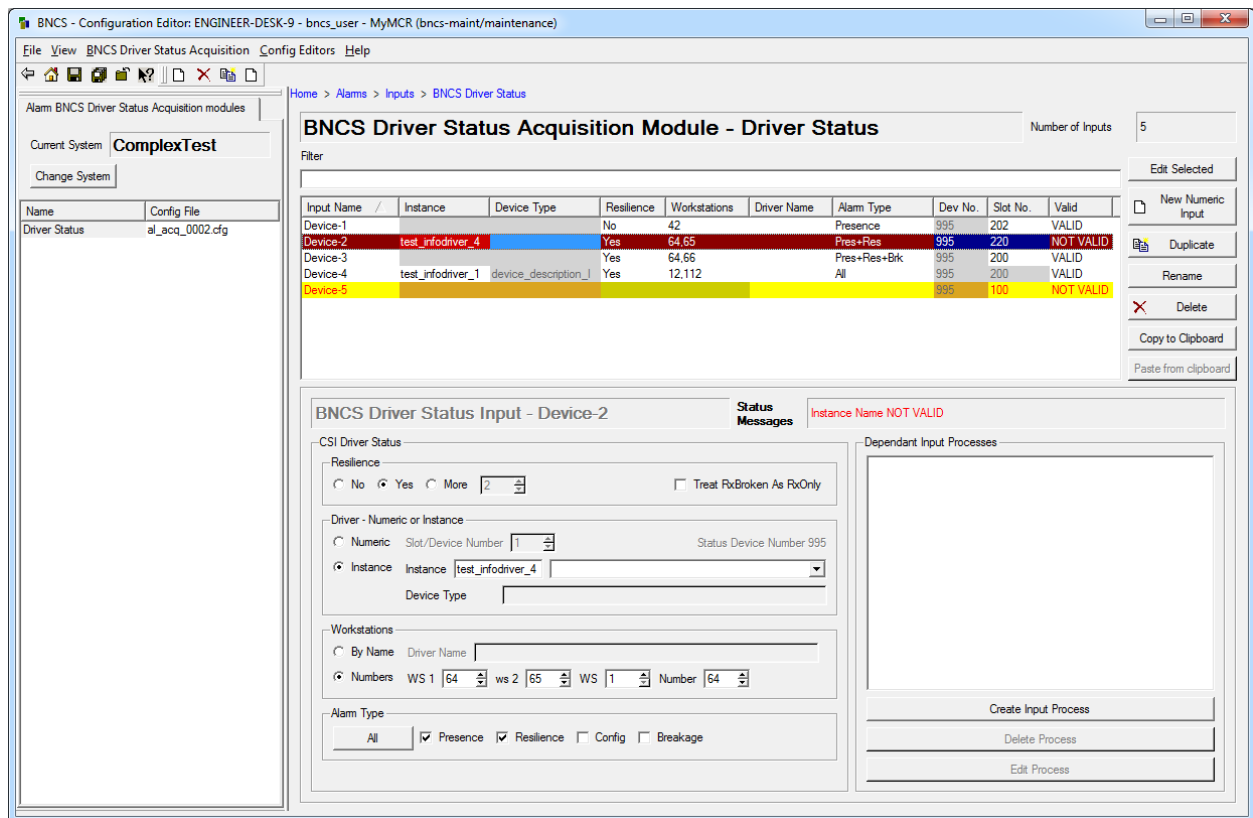 BNCS - Configuration Editor: ENGINEER-DESK-9 - bncs_user - MyMCR (bncs-maint/maintenance)
File View BNCS Driver Status Acquisition Config Editors Help
Home > Alarms > Inputs > BNCS Driver Status
Alarm BNCS Driver Status Acquisition modules
Current System ComplexTest
Change System
Name Config File
Driver Status al_acq_0002.cfg
BNCS Driver Status Acquisition Module - Driver Status Number of Inputs 5
Filter
Input Name Instance Device Type Resilience Workstations Driver Name Alarm Type Dev No. Slot No. Valid
Device-1 No 42 Presence 995 202 VALID
Device-2 test_infodriver_4 Yes 64,65 Pres+Res 995 220 NOT VALID
Device-3 Yes 64,66 Pres+Res+Brk 995 200 VALID
Device-4 test_infodriver_1 device_description_l Yes 12,112 All 995 200 VALID
Device-5 995 100 NOT VALID
Edit Selected
New Numeric
Input
Duplicate
Rename
Delete
Copy to Clipboard
Paste from clipboard
BNCS Driver Status Input - Device-2
Status
Messages
Instance Name NOT VALID
CSI Driver Status
Resilience
No Yes More 2 Treat RxBroken As RxOnly
Driver - Numeric or Instance
Numeric Slot/Device Number 1 Status Device Number 995
Instance Instance test_infodriver_4
Device Type
Workstations
By Name Driver Name
Numbers WS 1 64 ws 2 65 WS 1 Number 64
Alarm Type
All Presence Resilience Config Breakage
Dependant Input Processes
Create Input Process
Delete Process
Edit Process